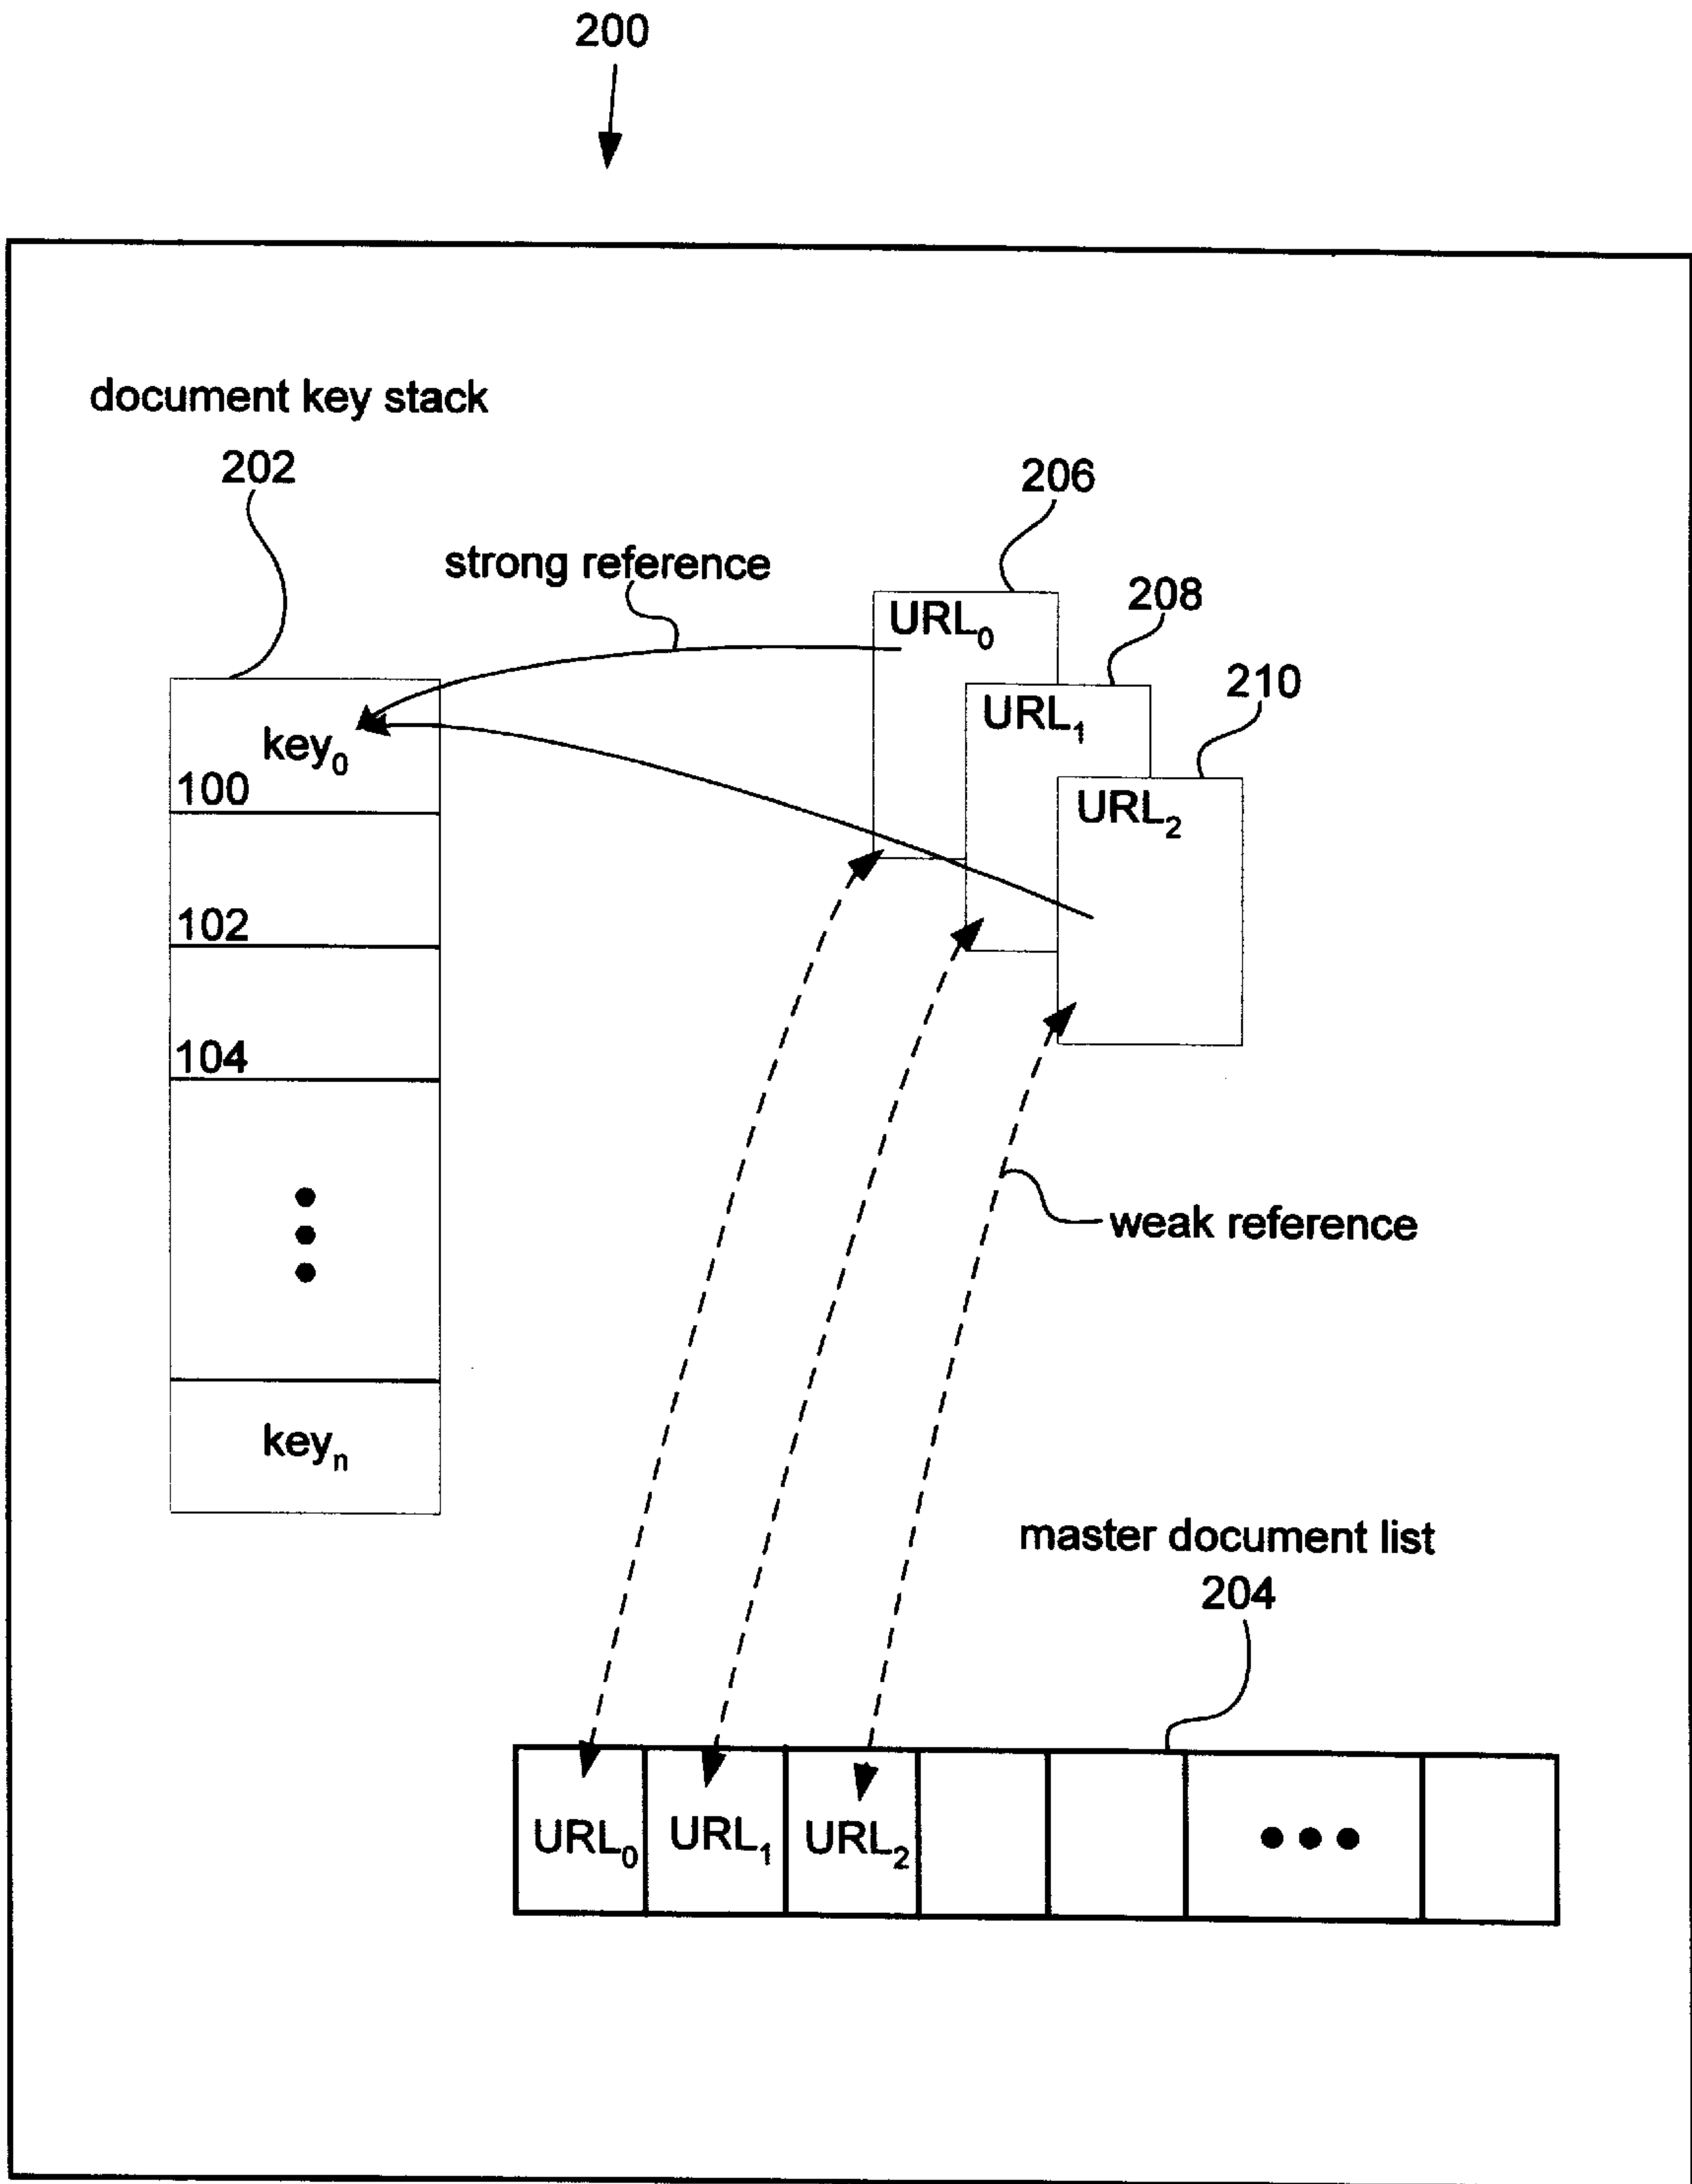 200
document key stack
202
206
strong reference
208
URL₀
210
URL₁
key₀
100
URL₂
102
104
weak reference
keyₙ
master document list
204
URL₀ URL₁ URL₂